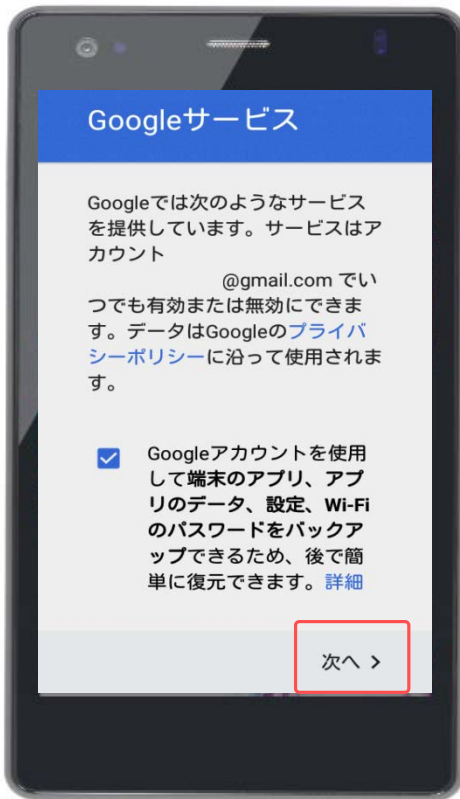 Googleサービス
Googleでは次のようなサービス
を提供しています。サービスはア
カウント
@gmail.com でい
つでも有効または無効にできま
す。データはGoogleのプライバ
シーポリシーに沿って使用されま
す。
Googleアカウントを使用
して端末のアプリ、アプ
リのデータ、設定、Wi-Fi
のパスワードをバックア
ップできるため、後で簡
単に復元できます。詳細
次へ >